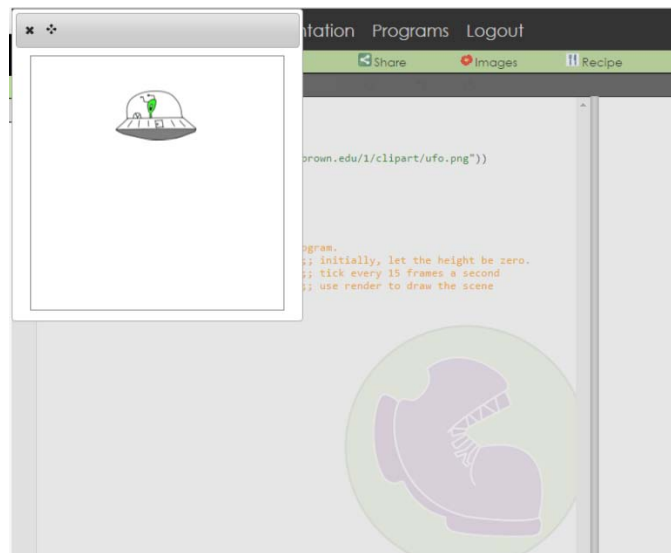 ntation Programs Logout
Share Images Recipe
brown.edu/1/clipart/ufo.png"))
ogram.
;; initially, let the height be zero.
;; tick every 15 frames a second
;; use render to draw the scene